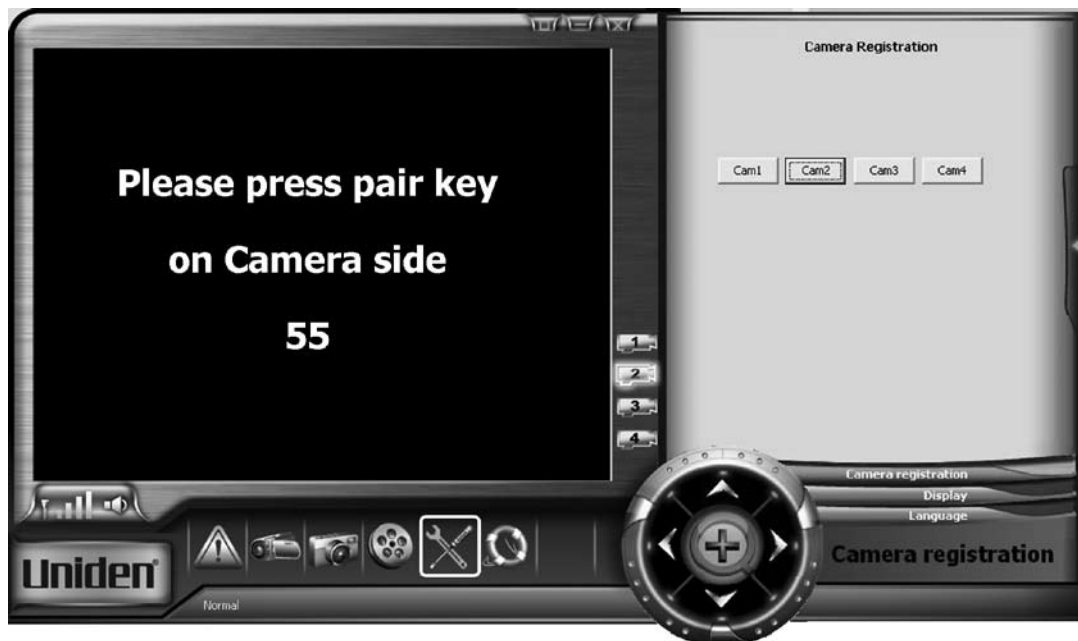 Camera Registration
Please press pair key
on Camera side
55
Cam1 Cam2 Cam3 Cam4
1
2
3
4
Camera registration
Display
Language
Camera registration
Uniden
Normal